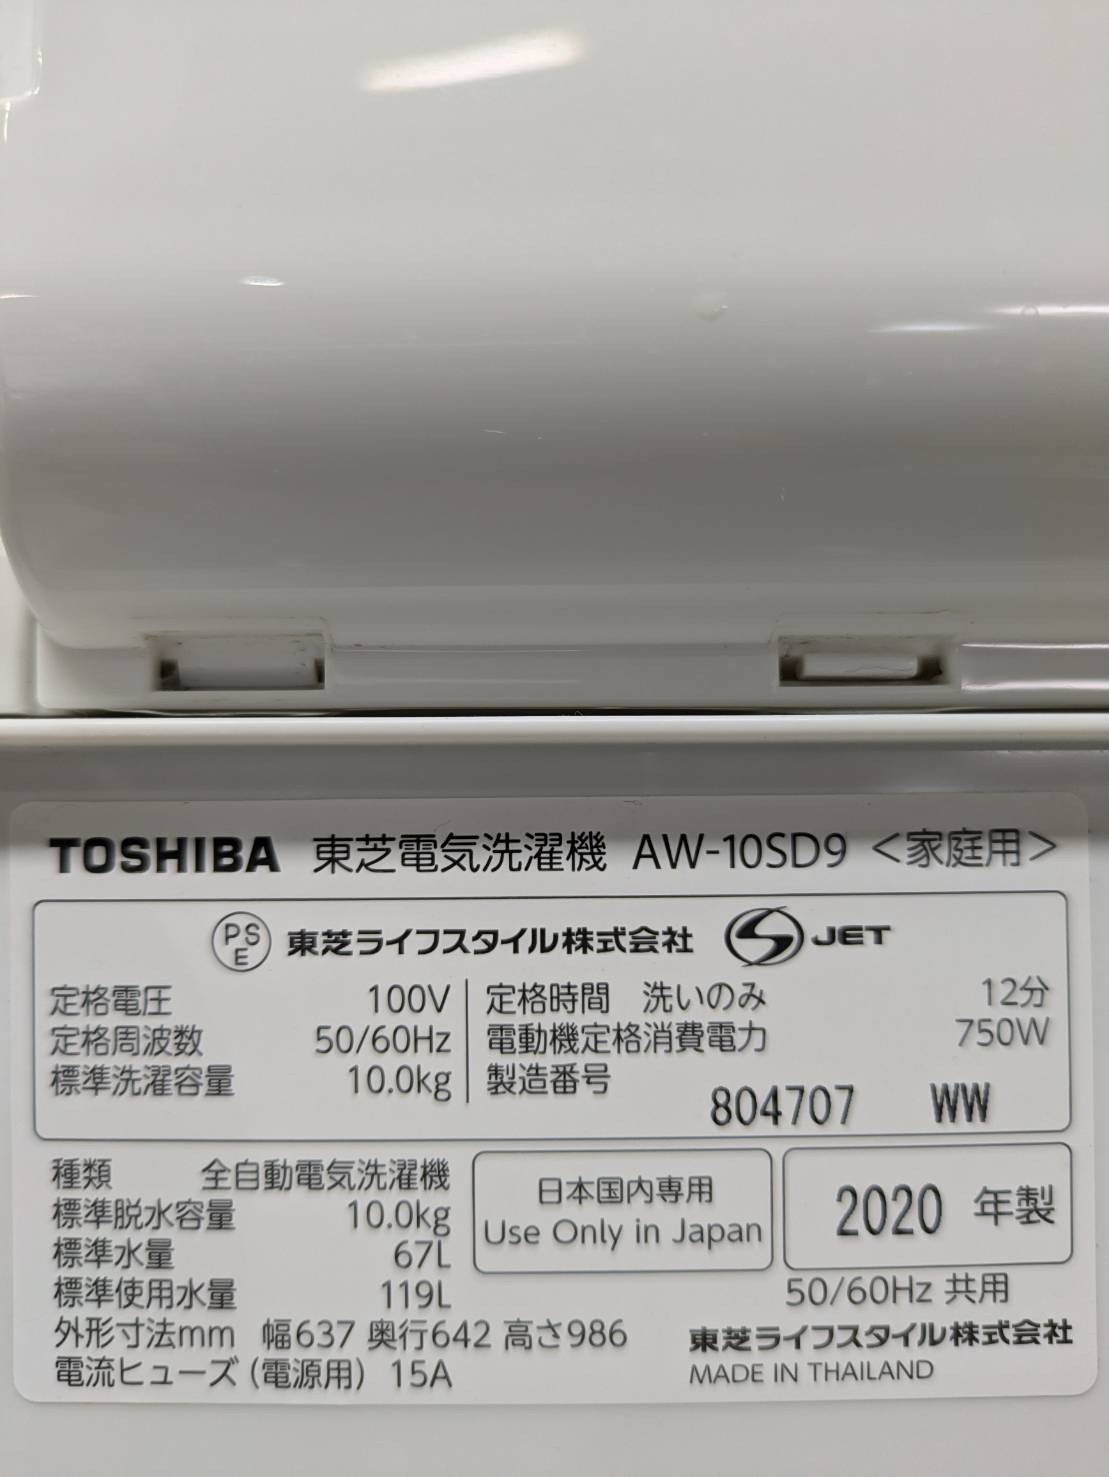 TOSHIBA 東芝電気洗濯機 AW-10SD9 <家庭用>
PSE 東芝ライフスタイル株式会社 S JET
定格電圧 100V
定格周波数 50/60Hz
標準洗濯容量 10.0kg
定格時間 洗いのみ 12分
電動機定格消費電力 750W
製造番号
804707 WW
種類 全自動電気洗濯機
標準脱水容量 10.0kg
標準水量 67L
標準使用水量 119L
外形寸法mm 幅637 奥行642 高さ986
電流ヒューズ(電源用) 15A
日本国内専用
Use Only in Japan
2020 年製
50/60Hz 共用
東芝ライフスタイル株式会社
MADE IN THAILAND